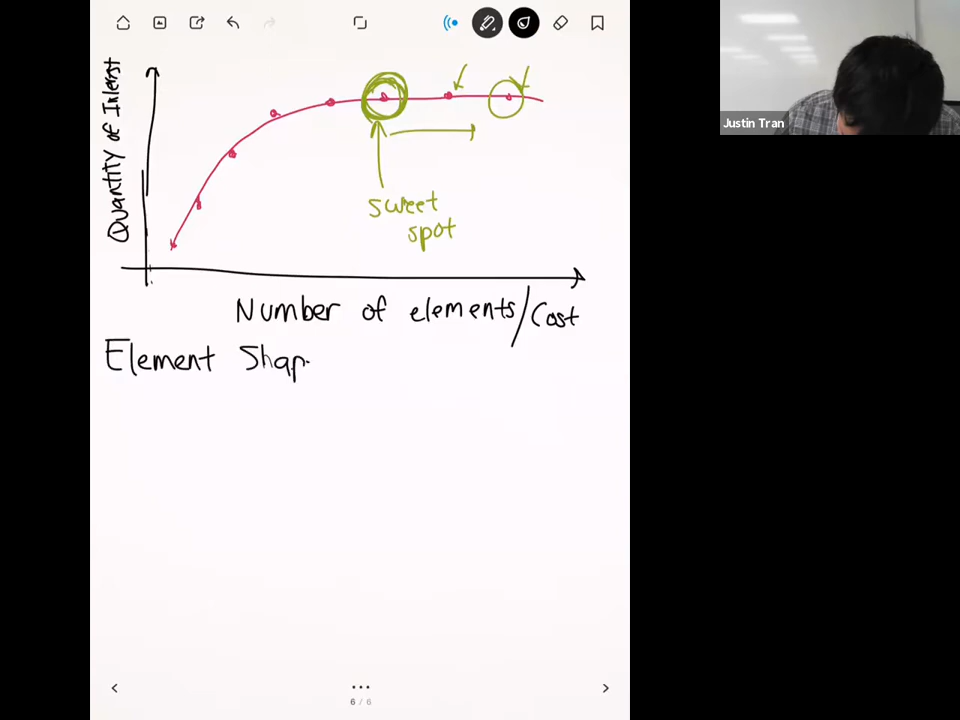 Quantity of Interest
sweet
spot
Number of elements/Cost
Element Shap
6 / 6
Justin Tran